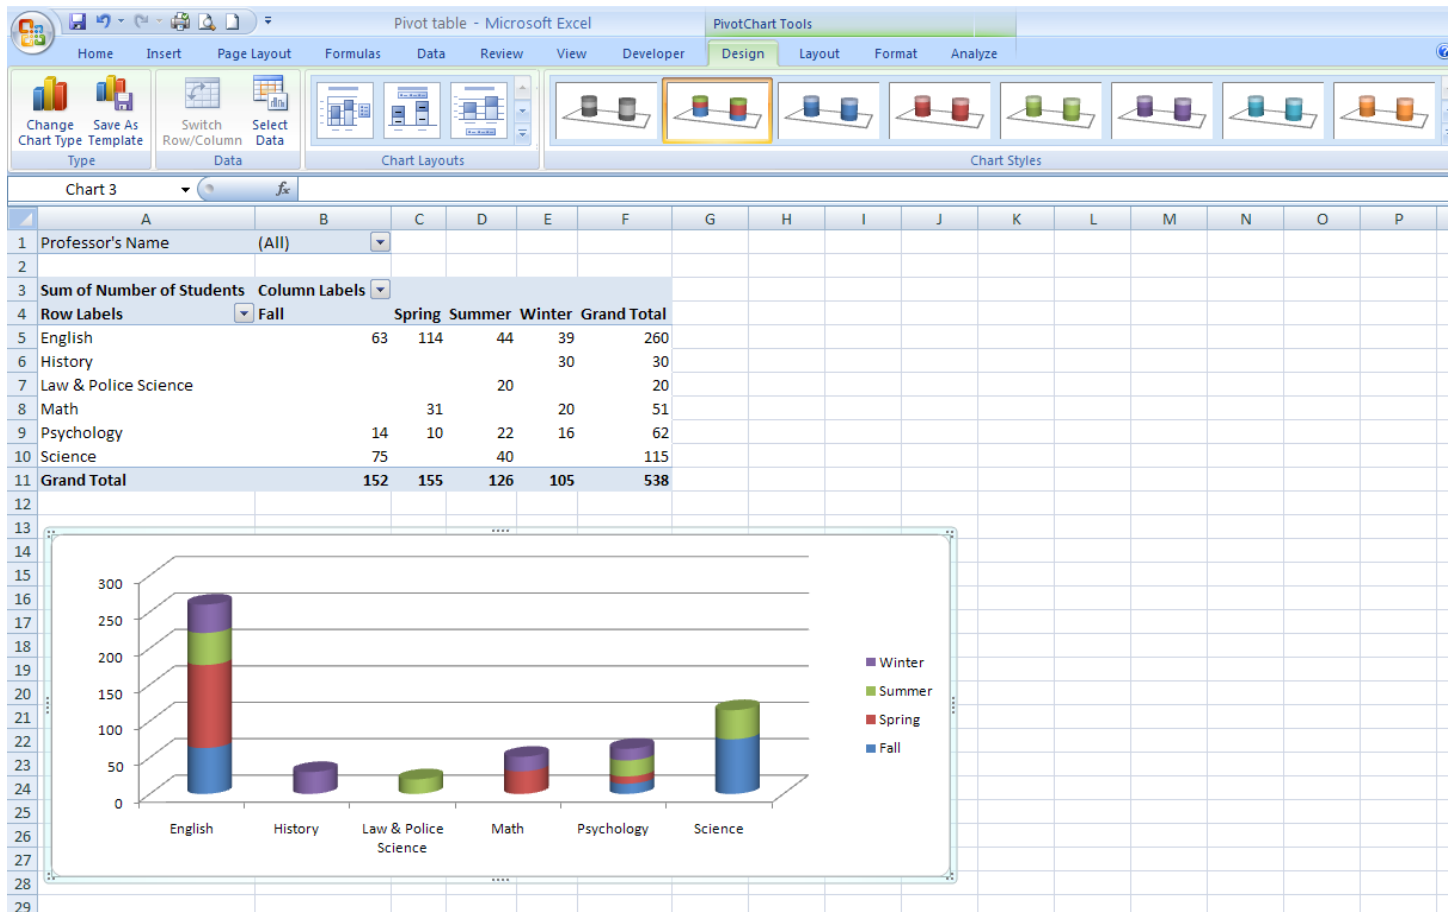 Pivot table - Microsoft Excel PivotChart Tools
Home Insert Page Layout Formulas Data Review View Developer Design Layout Format Analyze
Change Chart Type Save As Template Switch Row/Column Select Data
Type Data Chart Layouts Chart Styles
Chart 3 fx
A B C D E F G H I J K L M N O P
1 Professor's Name (All)
2
3 Sum of Number of Students Column Labels
4 Row Labels Fall Spring Summer Winter Grand Total
5 English 63 114 44 39 260
6 History 30 30
7 Law & Police Science 20 20
8 Math 31 20 51
9 Psychology 14 10 22 16 62
10 Science 75 40 115
11 Grand Total 152 155 126 105 538
12
13
14
15
16
17
18
19
20
21
22
23
24
25
26
27
28
29
300
250
200
150
100
50
0
English History Law & Police Science Math Psychology Science
Winter
Summer
Spring
Fall